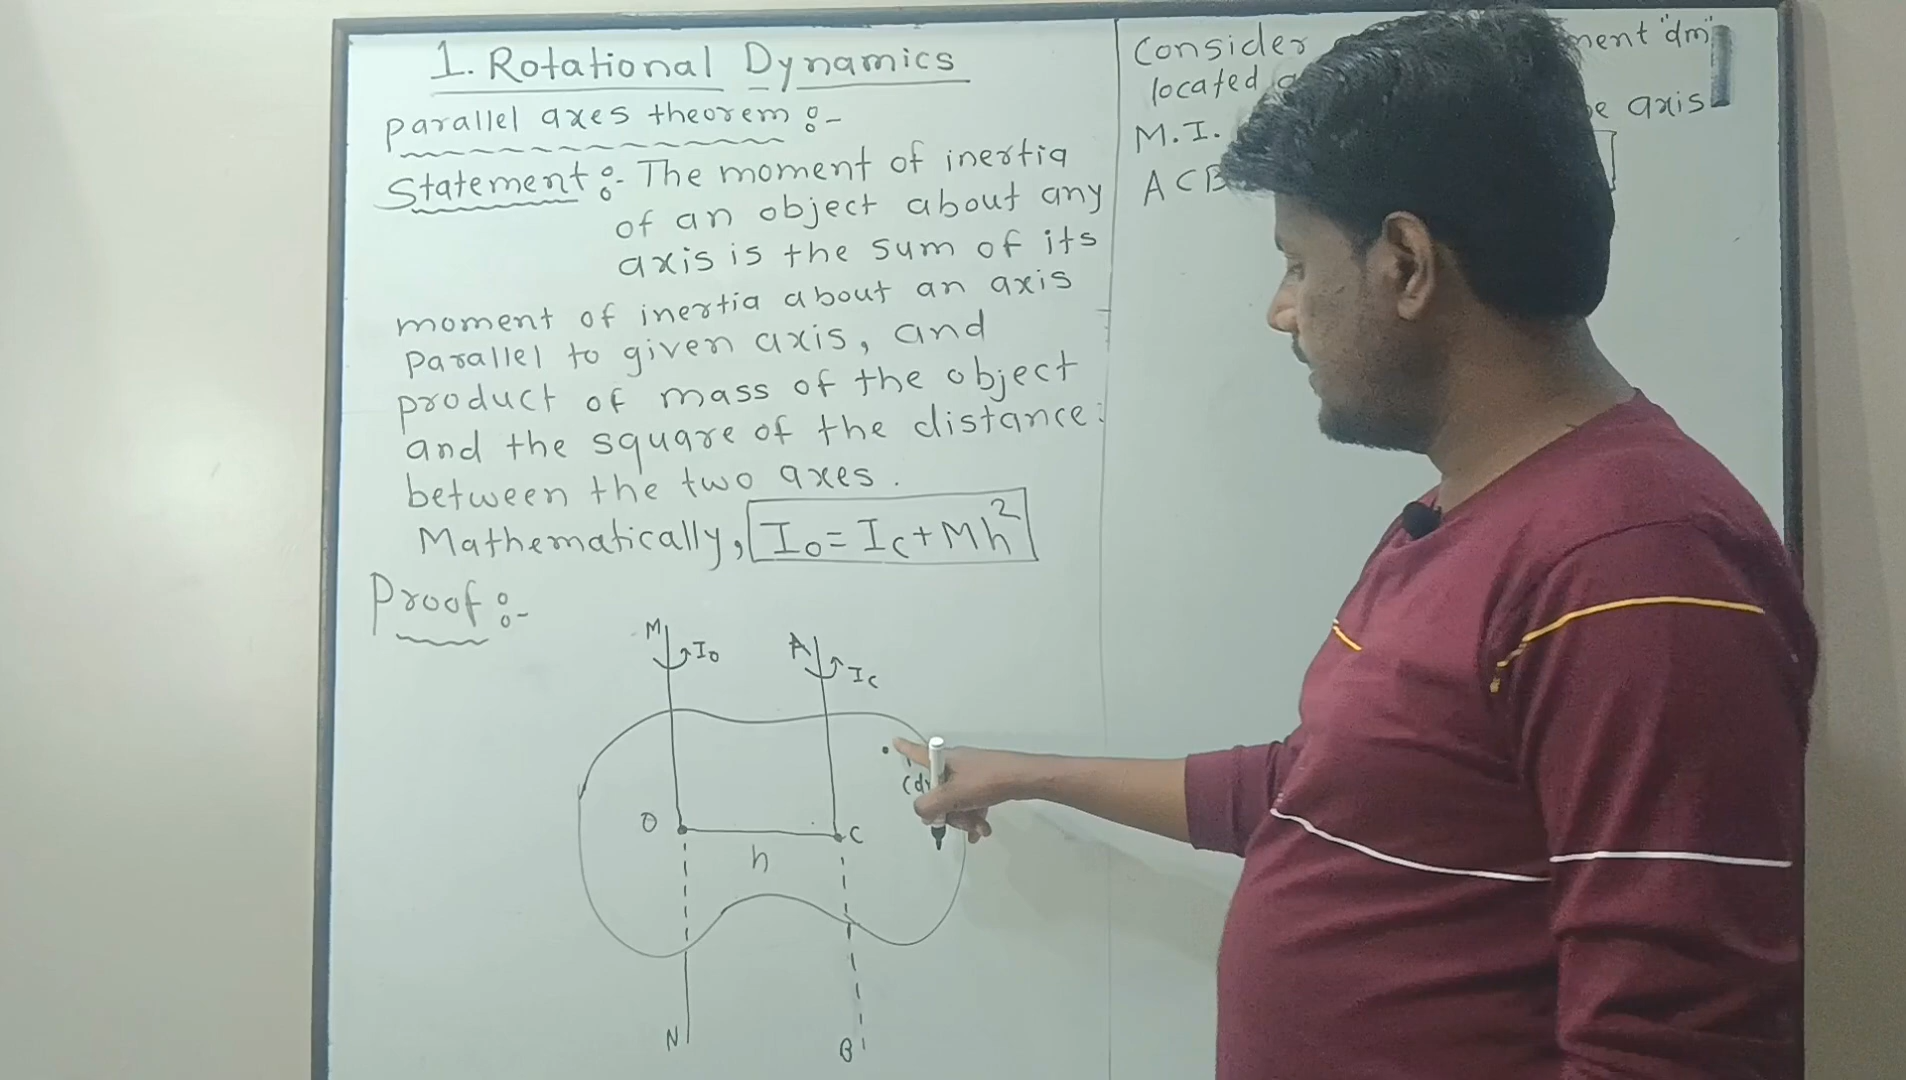 1. Rotational Dynamics
Parallel axes theorem :-
Statement :- The moment of inertia
of an object about any
axis is the sum of its
moment of inertia about an axis
Parallel to given axis, and
product of mass of the object
and the square of the distance
between the two axes.
Mathematically, I₀ = Ic + Mh²
Proof :-
M I₀
A Ic
O C
h
N
B
Consider "dm"
located
axis
M.I.
ACB